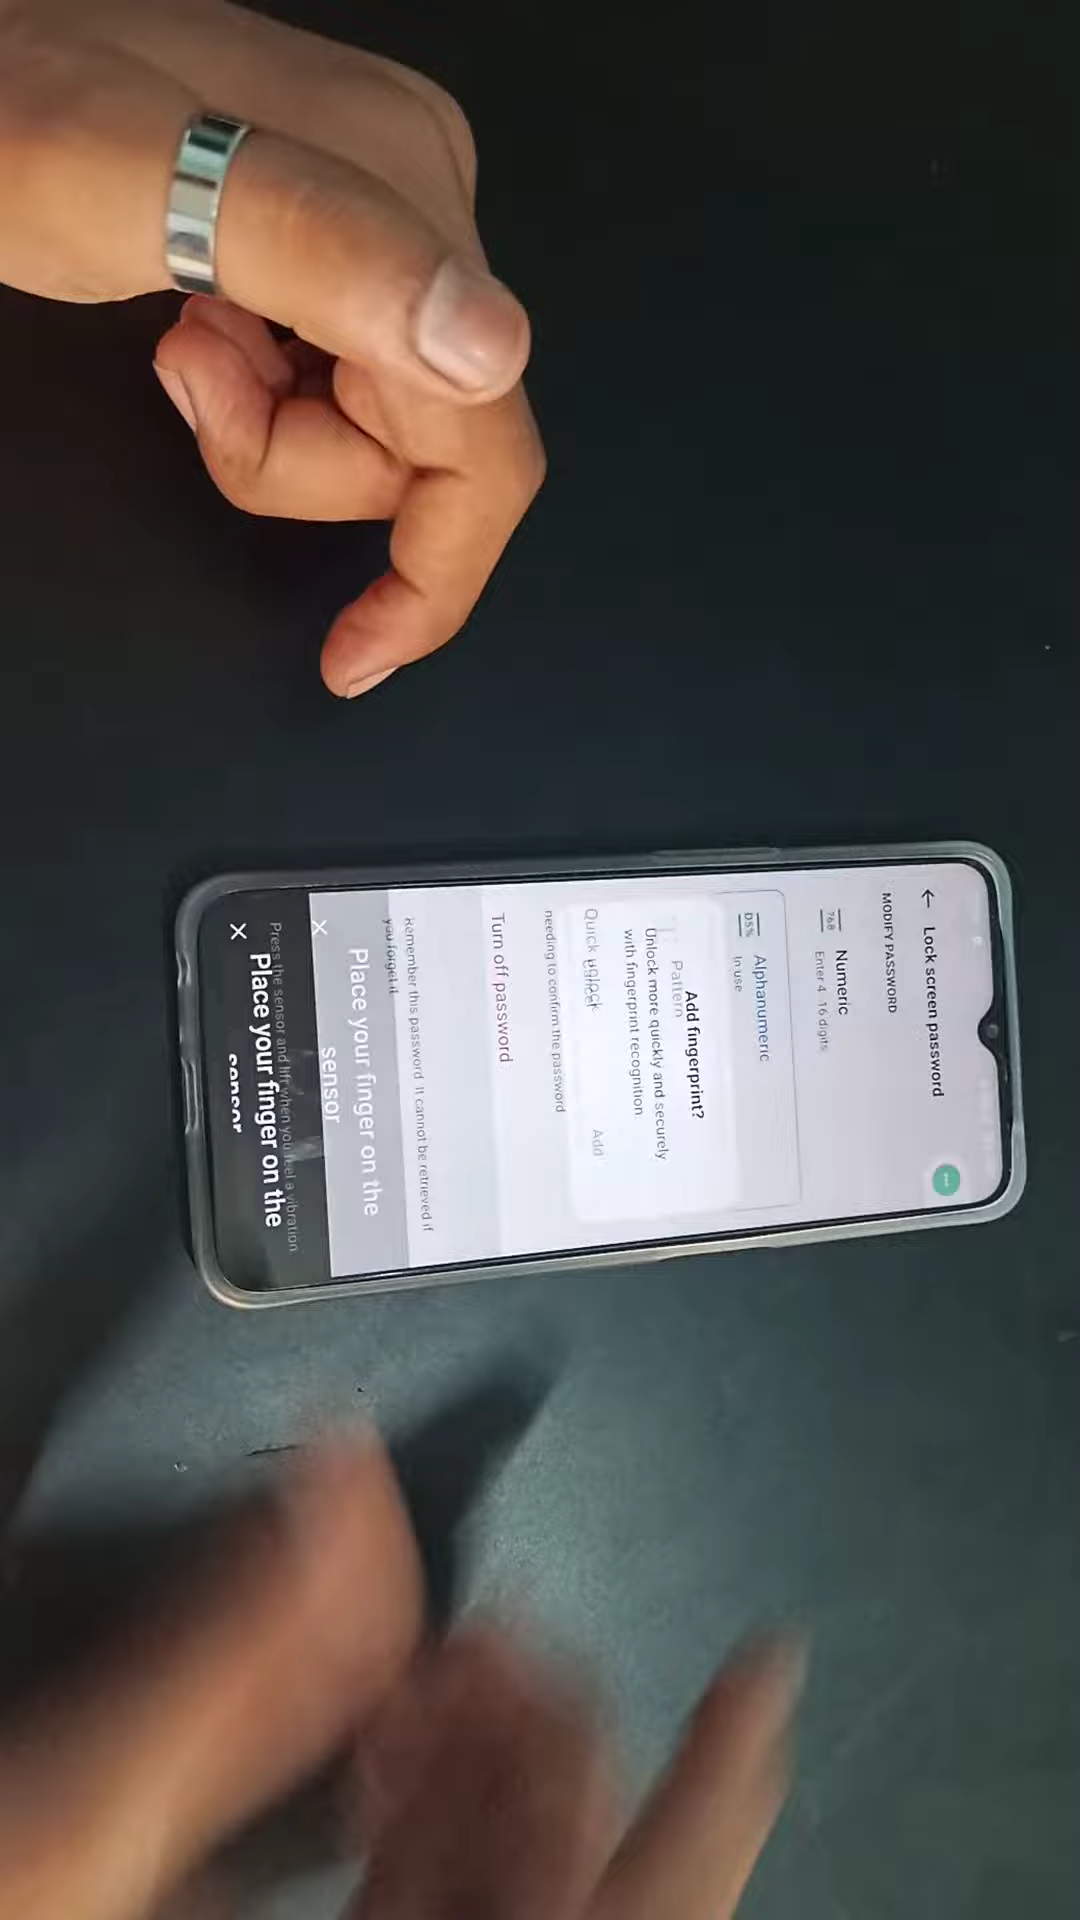 Lock screen password
MODIFY PASSWORD
Numeric
Enter 4 16 digits
Alphanumeric
In use
Pattern
Add fingerprint?
Unlock more quickly and securely
with fingerprint recognition
Add
Quick unlock
needing to confirm the password
Turn off password
Remember this password. It cannot be retrieved if
you forget it
Place your finger on the
sensor
Press the sensor and lift when you feel a vibration
Place your finger on the
sensor